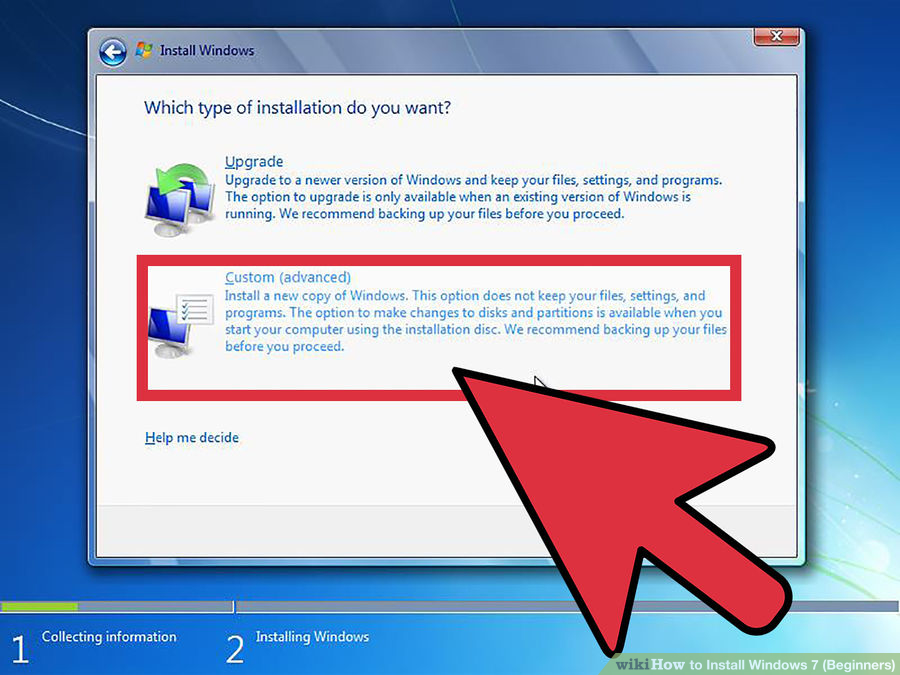 Install Windows
Which type of installation do you want?
Upgrade
Upgrade to a newer version of Windows and keep your files, settings, and programs.
The option to upgrade is only available when an existing version of Windows is
running. We recommend backing up your files before you proceed.
Custom (advanced)
Install a new copy of Windows. This option does not keep your files, settings, and
programs. The option to make changes to disks and partitions is available when you
start your computer using the installation disc. We recommend backing up your files
before you proceed.
Help me decide
1 Collecting information
2 Installing Windows
wikiHow to Install Windows 7 (Beginners)